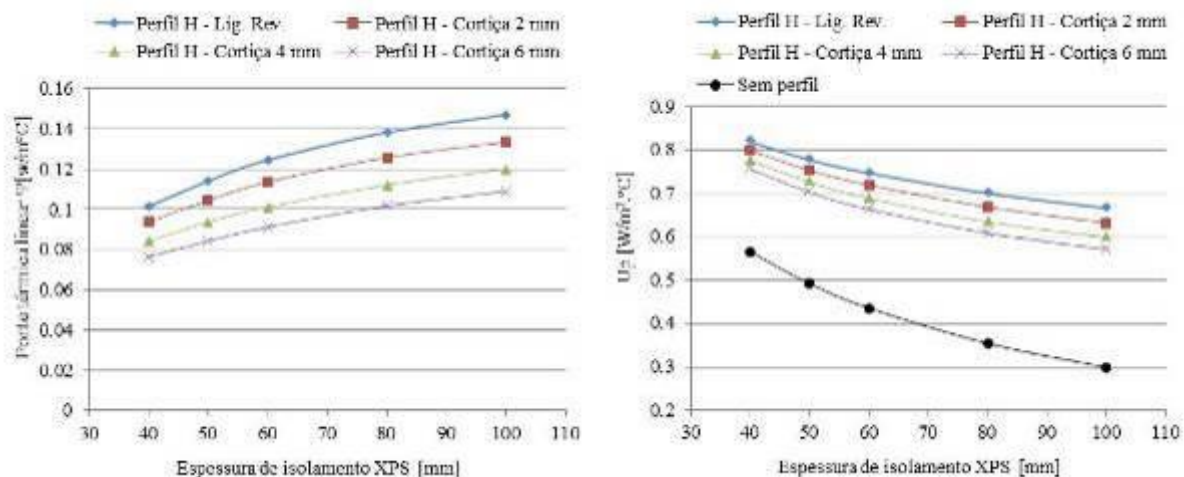 Perfil H - Lig. Rev.
Perfil H - Cortiça 2 mm
Perfil H - Cortiça 4 mm
Perfil H - Cortiça 6 mm
Ponte térmica linear
0.16
0.14
0.12
0.1
0.08
0.06
0.04
0.02
0
30 40 50 60 70 80 90 100 110
Espessura de isolamento XPS [mm]
Perfil H - Lig. Rev.
Perfil H - Cortiça 2 mm
Perfil H - Cortiça 4 mm
Perfil H - Cortiça 6 mm
Sem perfil
[W/m².°C]
0.9
0.8
0.7
0.6
0.5
0.4
0.3
0.2
30 40 50 60 70 80 90 100 110
Espessura de isolamento XPS [mm]